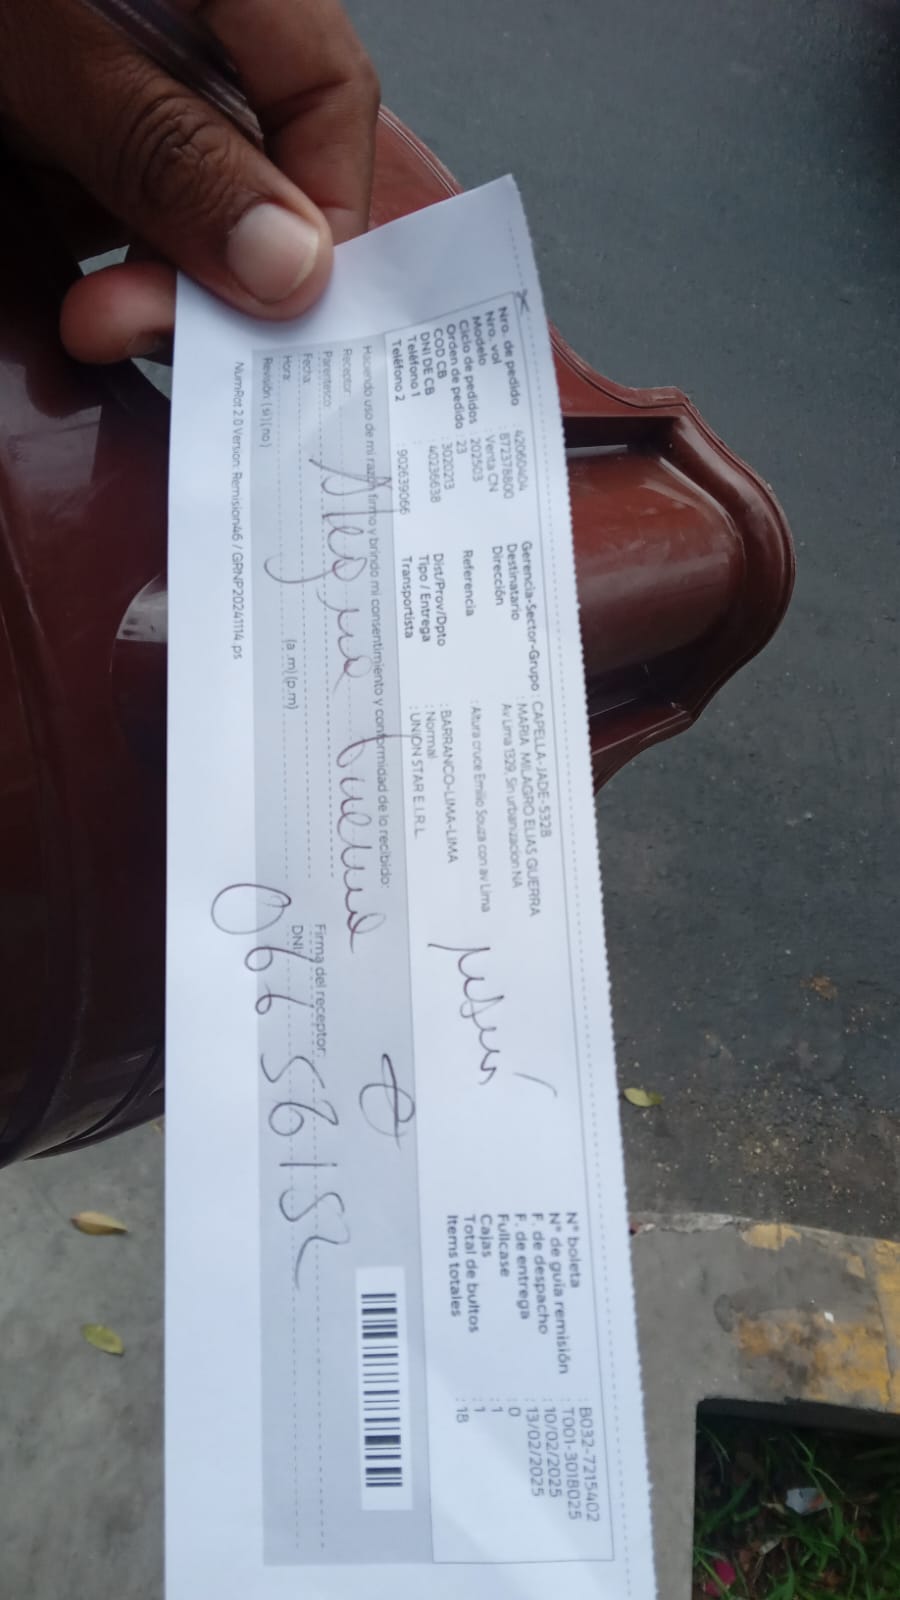 Nro. de pedido : 42060404
Nro. vol : 872378800
Modelo : Venta CN
Ciclo de pedidos : 202503
Orden de pedido : 23
COD CB : 3020213
DNI DE CB : 40236638
Teléfono 1 :
Teléfono 2 : 902639066
Gerencia-Sector-Grupo : CAPELLA-JADE-532B
Destinatario : MARIA MILAGRO ELIAS GUERRA
Dirección : Av Lima 1329, Sin urbanizacion NA
Referencia : Altura cruce Emilio Souza con av Lima
Dist/Prov/Dpto : BARRANCO-LIMA-LIMA
Tipo / Entrega : Normal
Transportista : UNION STAR E.I.R.L
N° boleta : B032-7215402
N° de guía remisión : T001-3018025
F. de despacho : 10/02/2025
F. de entrega : 13/02/2025
Fullcase : 0
Cajas : 1
Total de bultos : 1
Items totales : 18
Haciendo uso de mi razón firmo y brindo mi consentimiento y conformidad de lo recibido:
Receptor:
Parentesco:
Fecha:
Hora: (a .m) (p.m)
Revisión: ( si ) ( no )
Firma del receptor:
DNI: 06656152
NumRot 2.0 Version: Remision46 / GRNP20241114.ps